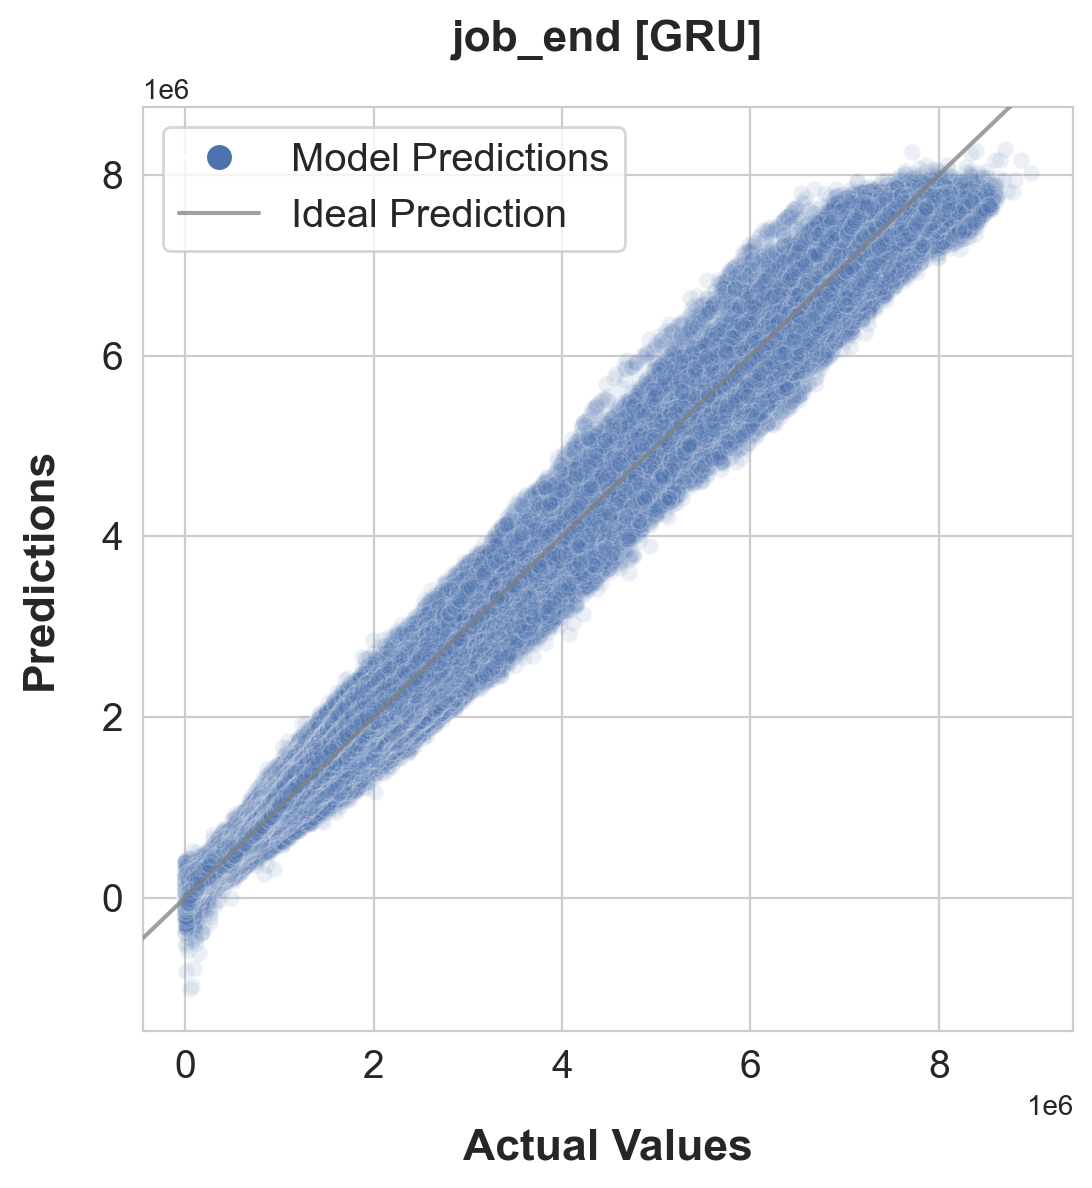 job_end [GRU]
1e6
Model Predictions
Ideal Prediction
8
6
4
2
0
Predictions
0 2 4 6 8
1e6
Actual Values